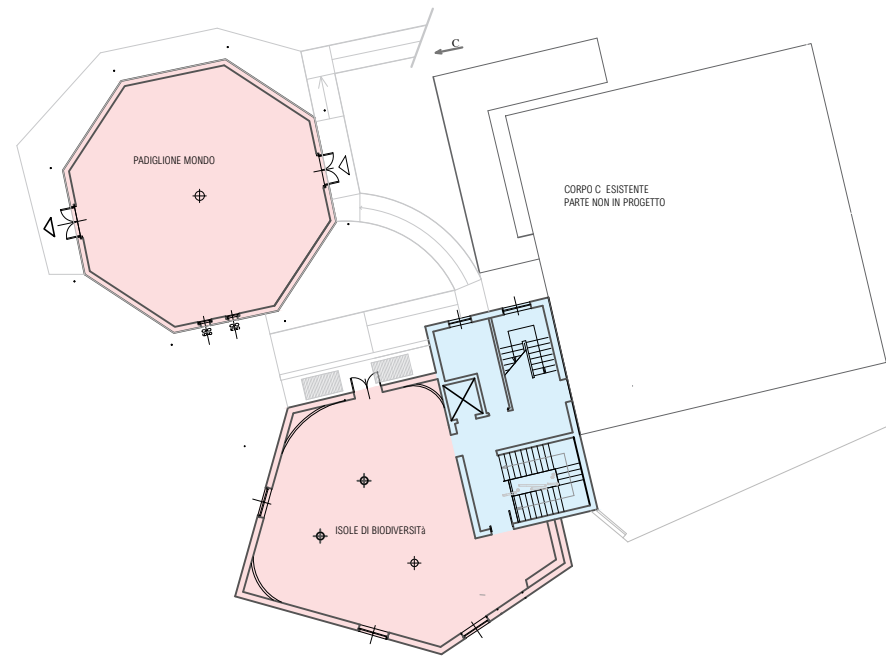 C
PADIGLIONE MONDO
CORPO C ESISTENTE
PARTE NON IN PROGETTO
ISOLE DI BIODIVERSITà